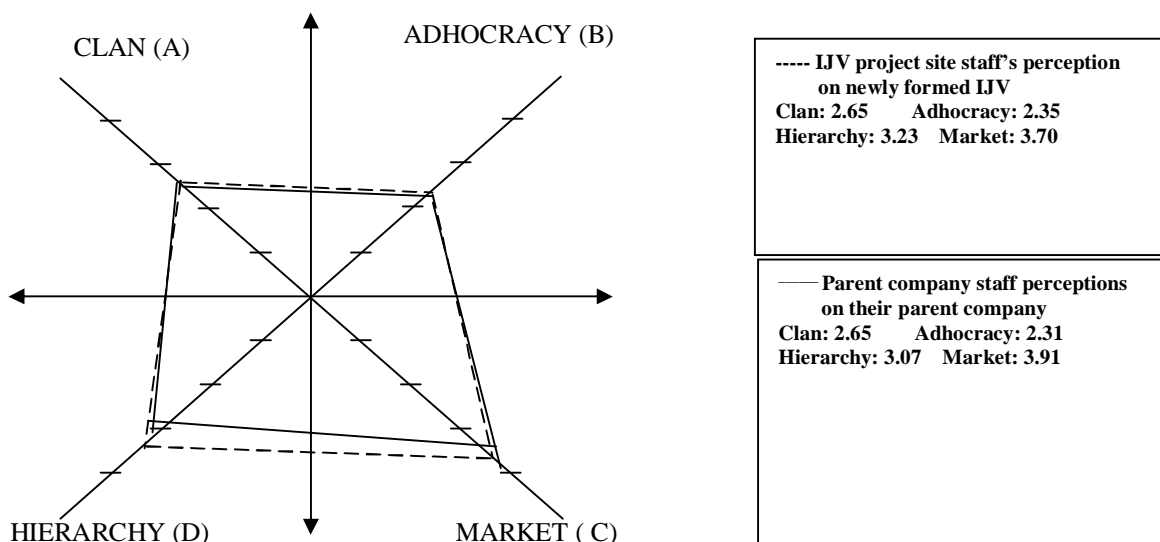 CLAN (A)
ADHOCRACY (B)
HIERARCHY (D)
MARKET ( C)
----- IJV project site staff’s perception
on newly formed IJV
Clan: 2.65 Adhocracy: 2.35
Hierarchy: 3.23 Market: 3.70
—— Parent company staff perceptions
on their parent company
Clan: 2.65 Adhocracy: 2.31
Hierarchy: 3.07 Market: 3.91